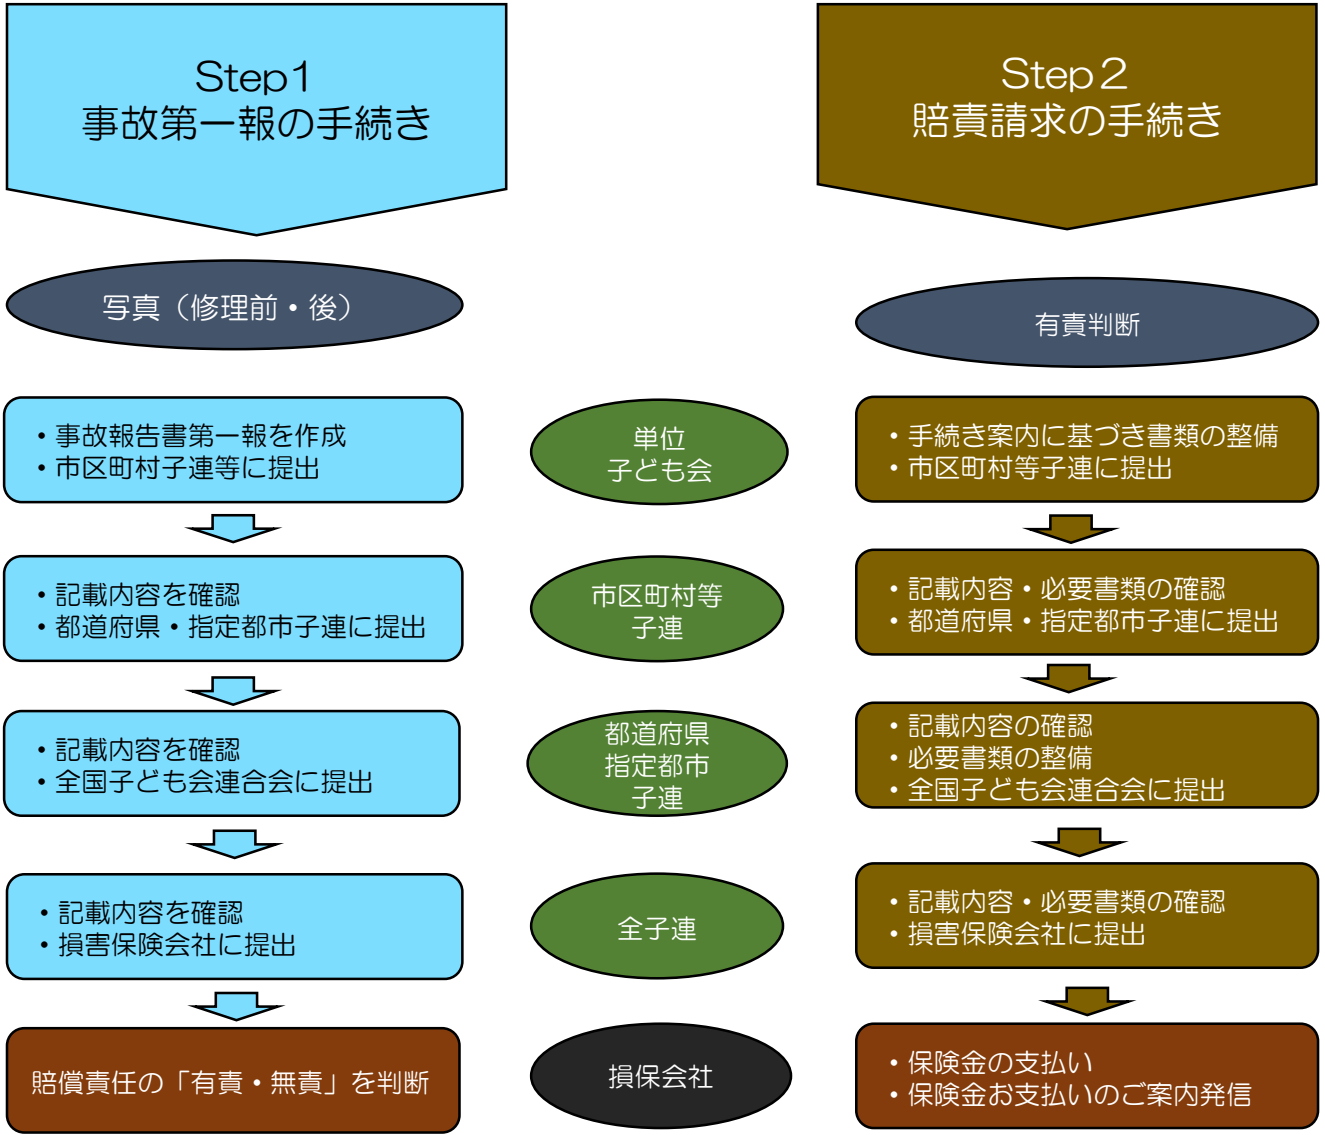 Step1
事故第一報の手続き
Step２
賠責請求の手続き
写真（修理前・後）
有責判断
・事故報告書第一報を作成
・市区町村子連等に提出
単位
子ども会
・手続き案内に基づき書類の整備
・市区町村等子連に提出
・記載内容を確認
・都道府県・指定都市子連に提出
市区町村等
子連
・記載内容・必要書類の確認
・都道府県・指定都市子連に提出
・記載内容を確認
・全国子ども会連合会に提出
都道府県
指定都市
子連
・記載内容の確認
・必要書類の整備
・全国子ども会連合会に提出
・記載内容を確認
・損害保険会社に提出
全子連
・記載内容・必要書類の確認
・損害保険会社に提出
賠償責任の「有責・無責」を判断
損保会社
・保険金の支払い
・保険金お支払いのご案内発信